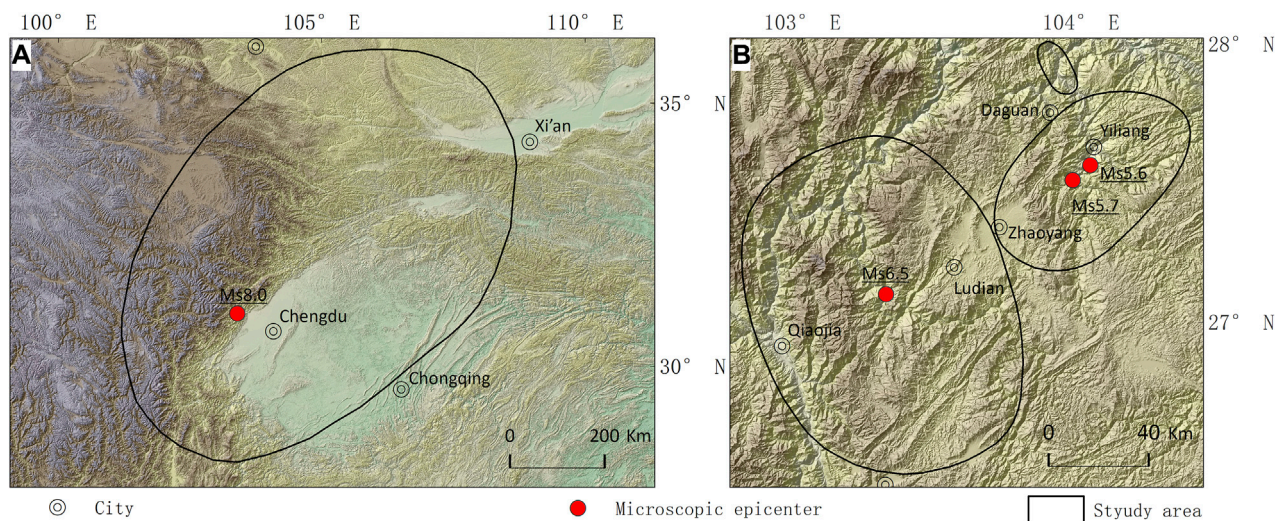 100° E 105° E 110° E 103° E 104° E
A B 28° N
35° N
Xi'an
Daguan
Yiliang
Ms5.6
Ms5.7
Zhaoyang
Ms8.0
Ms6.5
Ludian
Chengdu
Qiaojia
27° N
30° N
Chongqing
0 200 Km
0 40 Km
City Microscopic epicenter Styudy area